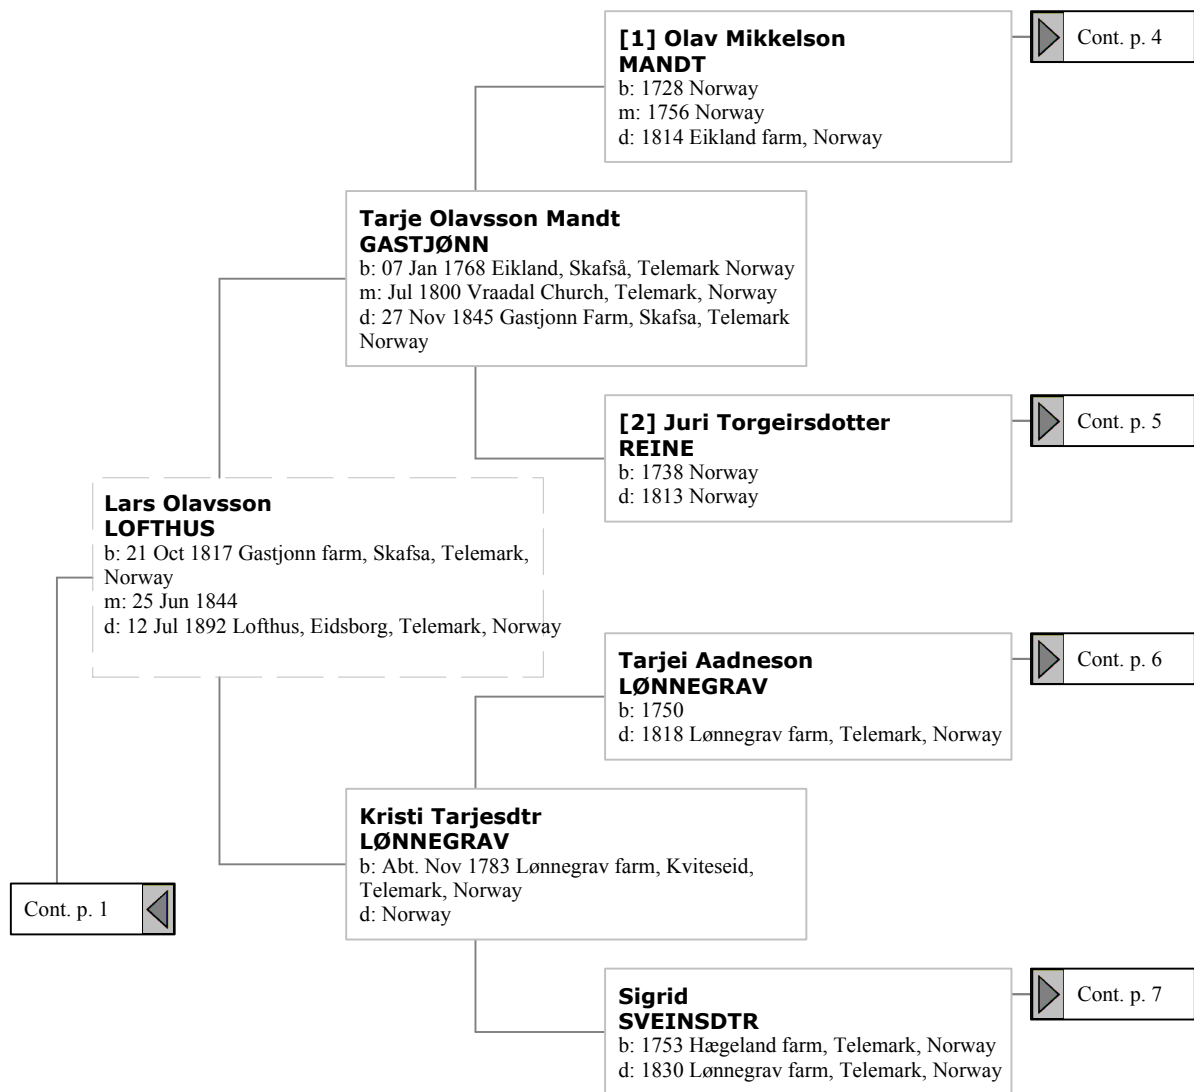 [1] Olav Mikkelson
MANDT
b: 1728 Norway
m: 1756 Norway
d: 1814 Eikland farm, Norway
Cont. p. 4
Tarje Olavsson Mandt
GASTJØNN
b: 07 Jan 1768 Eikland, Skafså, Telemark Norway
m: Jul 1800 Vraadal Church, Telemark, Norway
d: 27 Nov 1845 Gastjonn Farm, Skafsa, Telemark
Norway
[2] Juri Torgeirsdotter
REINE
b: 1738 Norway
d: 1813 Norway
Cont. p. 5
Lars Olavsson
LOFTHUS
b: 21 Oct 1817 Gastjonn farm, Skafsa, Telemark,
Norway
m: 25 Jun 1844
d: 12 Jul 1892 Lofthus, Eidsborg, Telemark, Norway
Tarjei Aadneson
LØNNEGRAV
b: 1750
d: 1818 Lønnegrav farm, Telemark, Norway
Cont. p. 6
Kristi Tarjesdtr
LØNNEGRAV
b: Abt. Nov 1783 Lønnegrav farm, Kviteseid,
Telemark, Norway
d: Norway
Cont. p. 1
Sigrid
SVEINSDTR
b: 1753 Hægeland farm, Telemark, Norway
d: 1830 Lønnegrav farm, Telemark, Norway
Cont. p. 7